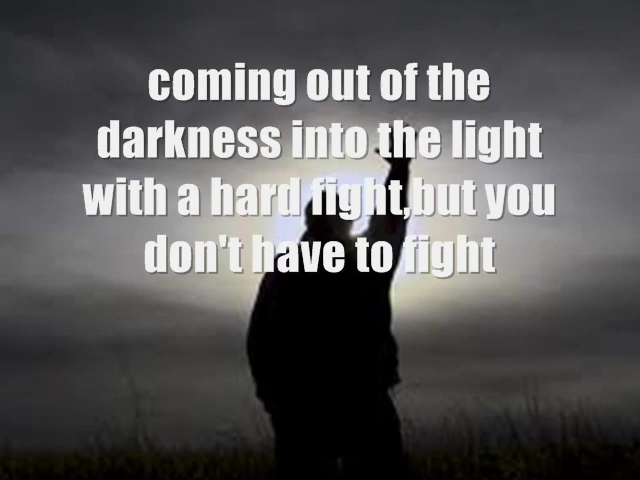 coming out of the
darkness into the light
with a hard fight,but you
don't have to fight